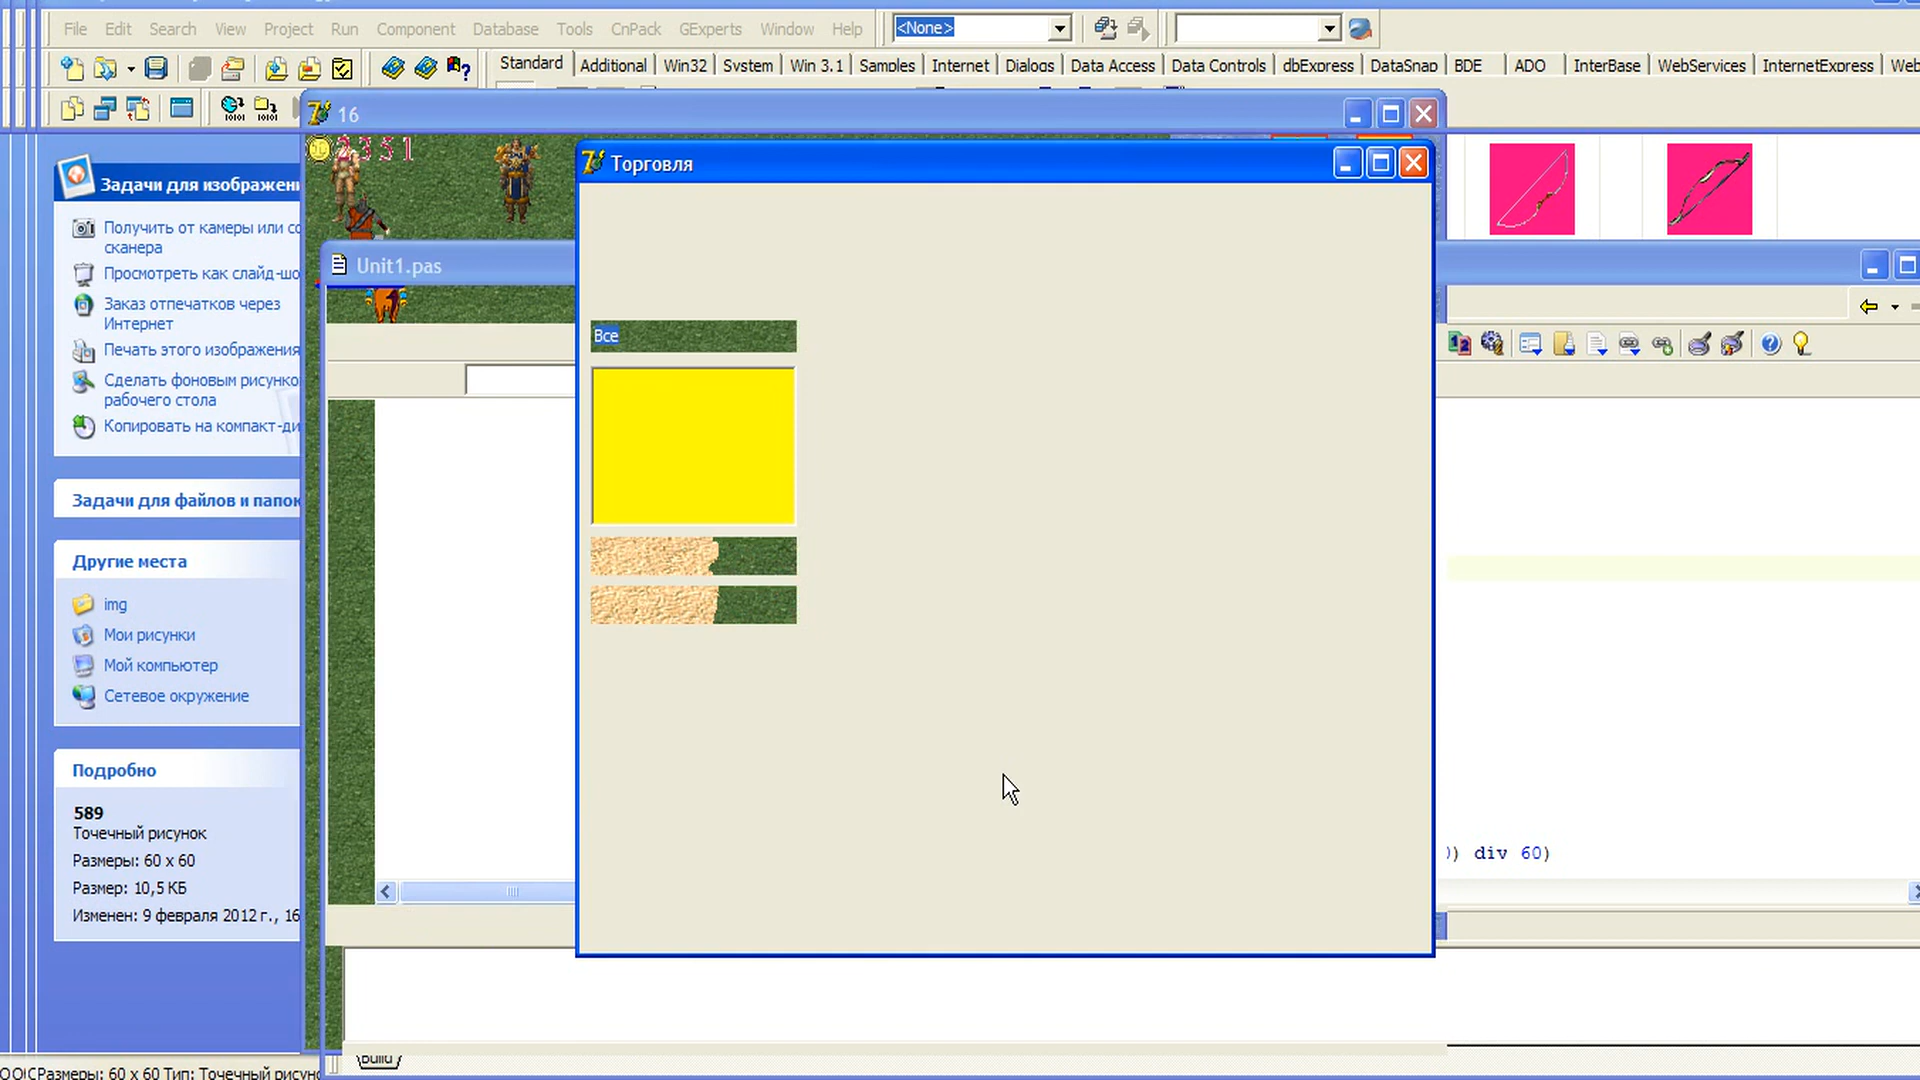 File Edit Search View Project Run Component Database Tools CnPack GExperts Window Help <None>
Standard Additional Win32 System Win 3.1 Samples Internet Dialogs Data Access Data Controls dbExpress DataSnap BDE ADO InterBase WebServices InternetExpress Web
16
2351
Торговля
Задачи для изображени
Получить от камеры или со
сканера
Просмотреть как слайд-шо
Заказ отпечатков через
Интернет
Печать этого изображения
Сделать фоновым рисунко
рабочего стола
Копировать на компакт-ди
Задачи для файлов и папок
Другие места
img
Мои рисунки
Мой компьютер
Сетевое окружение
Подробно
589
Точечный рисунок
Размеры: 60 x 60
Размер: 10,5 КБ
Изменен: 9 февраля 2012 г., 16
Unit1.pas
Все
) div 60)
Build
Размеры: 60 x 60 Тип: Точечный рисуно